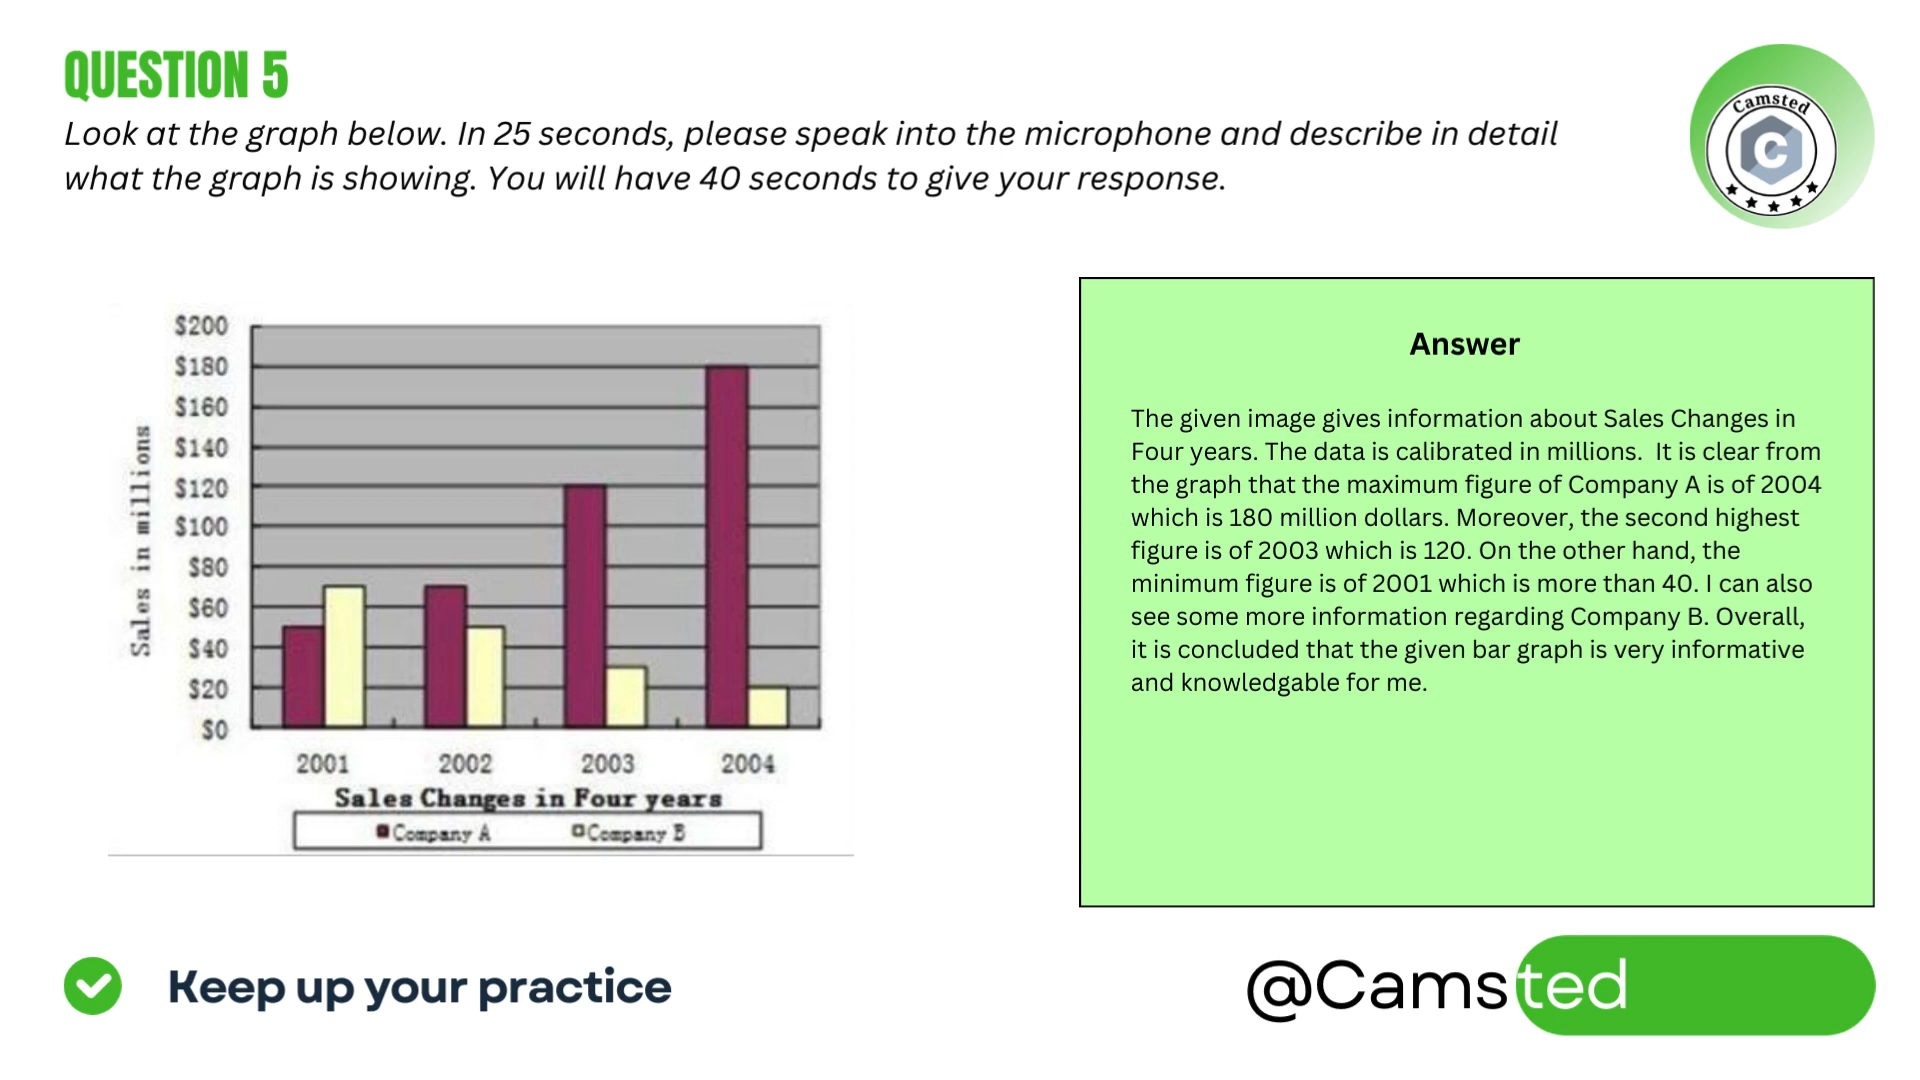 QUESTION 5
Look at the graph below. In 25 seconds, please speak into the microphone and describe in detail
what the graph is showing. You will have 40 seconds to give your response.
Camsted
C
$200
$180
$160
$140
$120
$100
$80
$60
$40
$20
$0
Sales in millions
2001 2002 2003 2004
Sales Changes in Four years
Company A Company B
Answer
The given image gives information about Sales Changes in
Four years. The data is calibrated in millions.  It is clear from
the graph that the maximum figure of Company A is of 2004
which is 180 million dollars. Moreover, the second highest
figure is of 2003 which is 120. On the other hand, the
minimum figure is of 2001 which is more than 40. I can also
see some more information regarding Company B. Overall,
it is concluded that the given bar graph is very informative
and knowledgable for me.
Keep up your practice
@Camsted